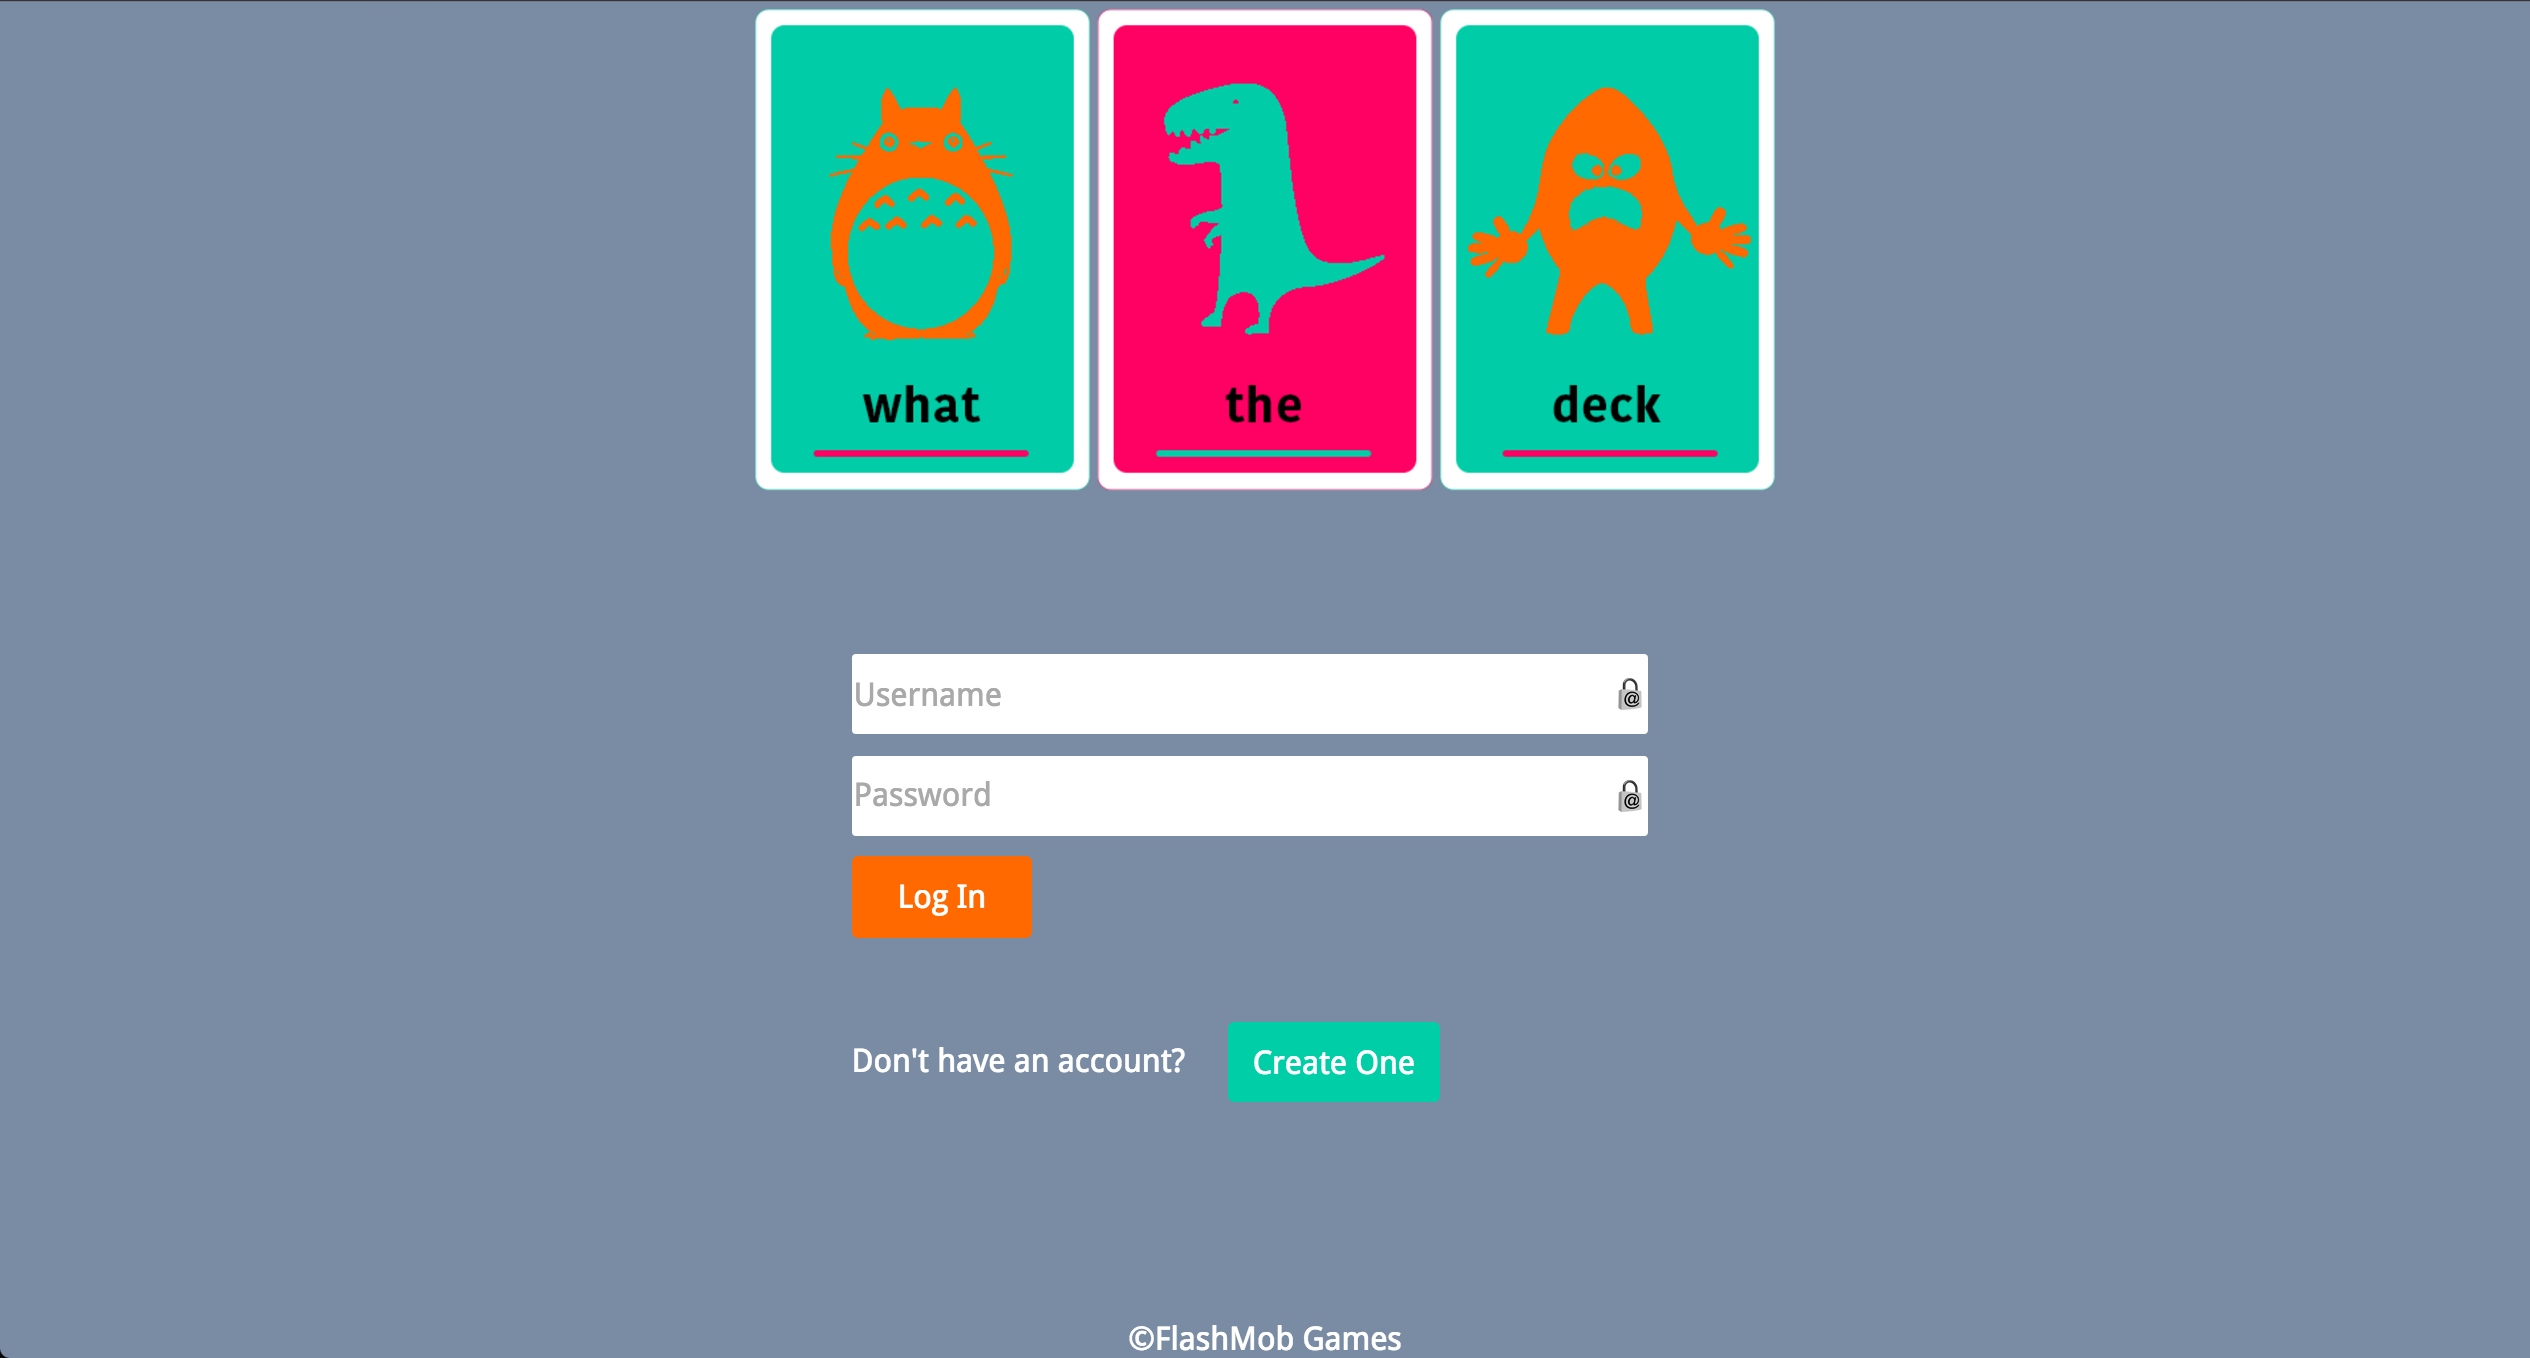 what the deck
Username
Password
Log In
Don't have an account? Create One
©FlashMob Games